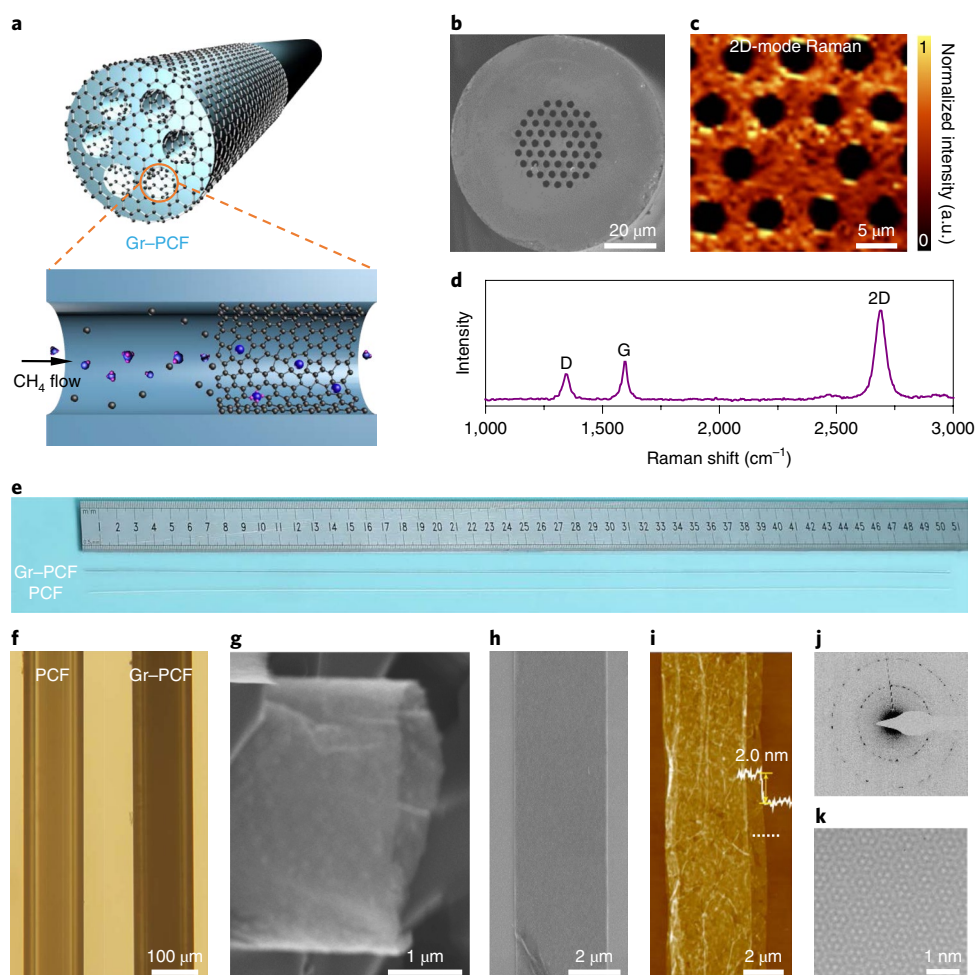 a
Gr–PCF
CH4 flow
b
20 μm
c
2D-mode Raman
5 μm
1
0
Normalized intensity (a.u.)
d
Intensity
D
G
2D
1,000
1,500
2,000
2,500
3,000
Raman shift (cm⁻¹)
e
mm
1 2 3 4 5 6 7 8 9 10 11 12 13 14 15 16 17 18 19 20 21 22 23 24 25 26 27 28 29 30 31 32 33 34 35 36 37 38 39 40 41 42 43 44 45 46 47 48 49 50 51
Gr–PCF
PCF
f
PCF
Gr–PCF
100 μm
g
1 μm
h
2 μm
i
2.0 nm
2 μm
j
k
1 nm